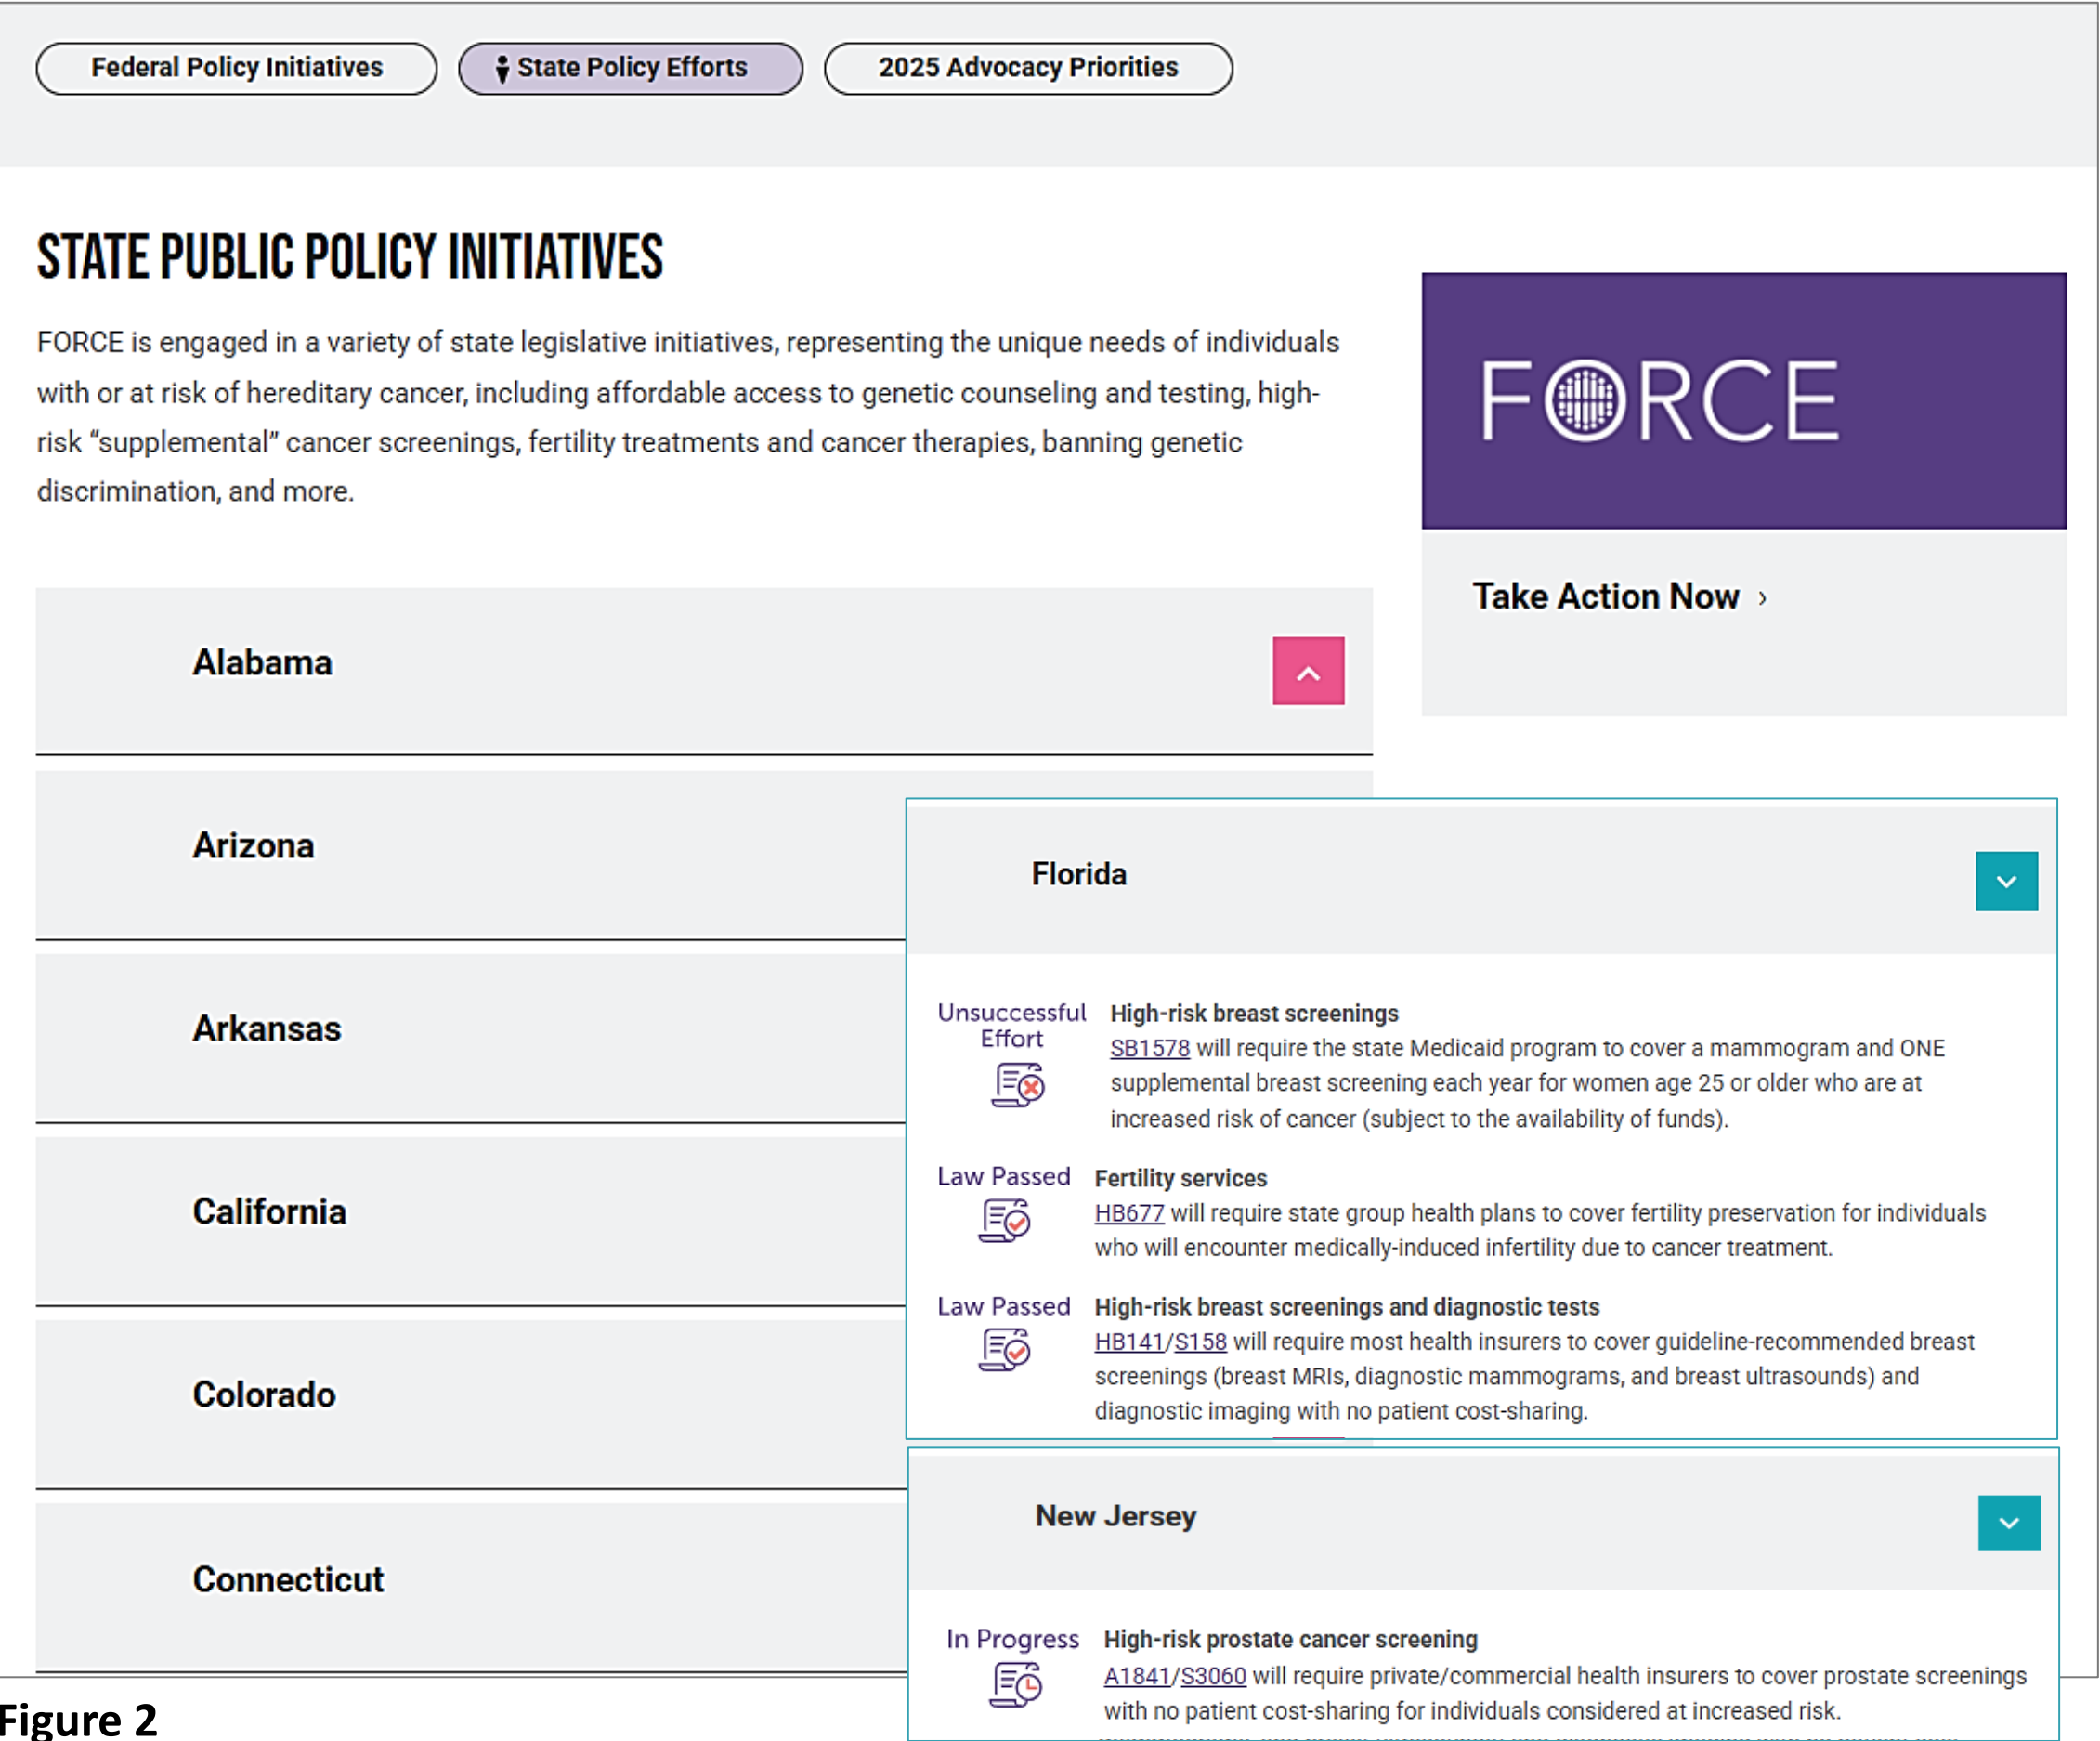 Federal Policy Initiatives
State Policy Efforts
2025 Advocacy Priorities
STATE PUBLIC POLICY INITIATIVES
FORCE is engaged in a variety of state legislative initiatives, representing the unique needs of individuals
with or at risk of hereditary cancer, including affordable access to genetic counseling and testing, high-
risk “supplemental” cancer screenings, fertility treatments and cancer therapies, banning genetic
discrimination, and more.
FORCE
Take Action Now ›
Alabama
Arizona
Arkansas
California
Colorado
Connecticut
Florida
Unsuccessful
Effort
High-risk breast screenings
SB1578 will require the state Medicaid program to cover a mammogram and ONE
supplemental breast screening each year for women age 25 or older who are at
increased risk of cancer (subject to the availability of funds).
Law Passed
Fertility services
HB677 will require state group health plans to cover fertility preservation for individuals
who will encounter medically-induced infertility due to cancer treatment.
Law Passed
High-risk breast screenings and diagnostic tests
HB141/S158 will require most health insurers to cover guideline-recommended breast
screenings (breast MRIs, diagnostic mammograms, and breast ultrasounds) and
diagnostic imaging with no patient cost-sharing.
New Jersey
In Progress
High-risk prostate cancer screening
A1841/S3060 will require private/commercial health insurers to cover prostate screenings
with no patient cost-sharing for individuals considered at increased risk.
Figure 2